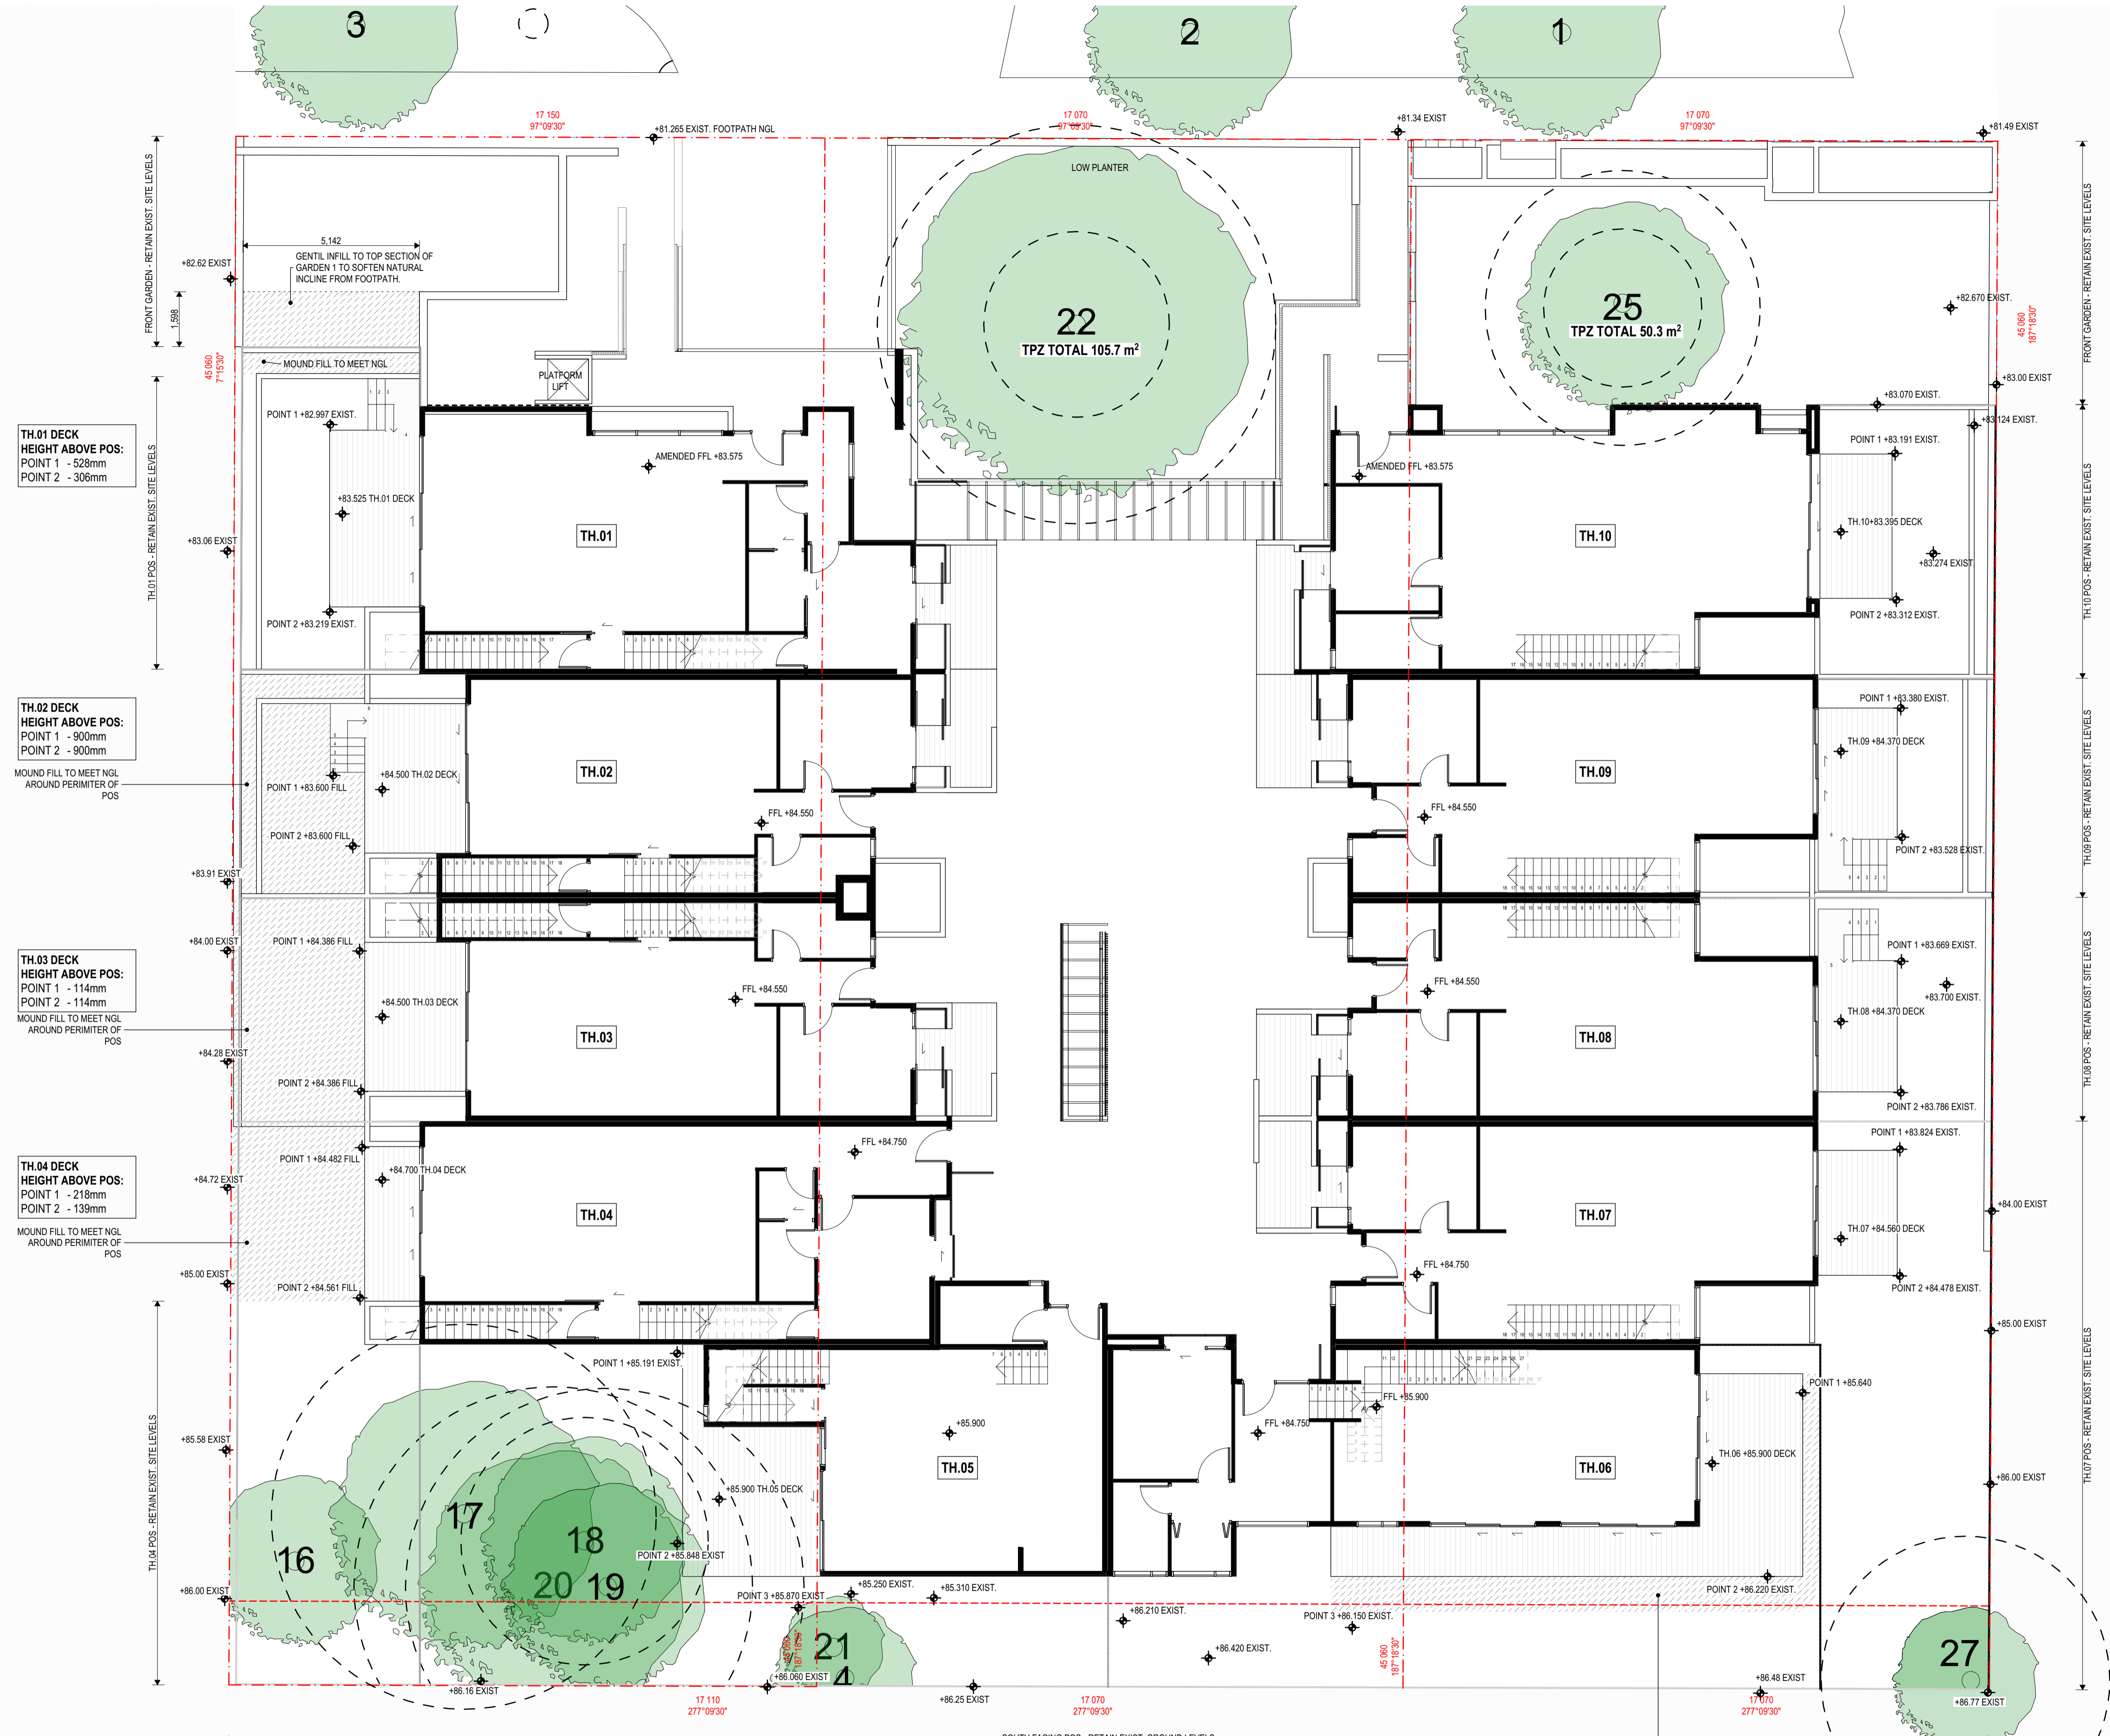 3
2
1
17 150
97°09'30"
17 070
97°09'30"
17 070
97°09'30"
+81.265 EXIST. FOOTPATH NGL
+81.34 EXIST
+81.49 EXIST
LOW PLANTER
FRONT GARDEN - RETAIN EXIST. SITE LEVELS
5,142
GENTIL INFILL TO TOP SECTION OF
GARDEN 1 TO SOFTEN NATURAL
INCLINE FROM FOOTPATH.
+82.62 EXIST
1,598
MOUND FILL TO MEET NGL
45 060
7°15'30"
22
TPZ TOTAL 105.7 m²
25
TPZ TOTAL 50.3 m²
+82.670 EXIST.
45 060
187°18'30"
FRONT GARDEN - RETAIN EXIST. SITE LEVELS
+83.00 EXIST
+83.070 EXIST.
+83.124 EXIST.
PLATFORM
LIFT
TH.01 DECK
HEIGHT ABOVE POS:
POINT 1 - 528mm
POINT 2 - 306mm
POINT 1 +82.997 EXIST.
+83.525 TH.01 DECK
POINT 2 +83.219 EXIST.
+83.06 EXIST
TH.01 POS - RETAIN EXIST. SITE LEVELS
AMENDED FFL +83.575
TH.01
AMENDED FFL +83.575
TH.10
POINT 1 +83.191 EXIST.
TH.10+83.395 DECK
+83.274 EXIST.
POINT 2 +83.312 EXIST.
TH.10 POS - RETAIN EXIST. SITE LEVELS
TH.02 DECK
HEIGHT ABOVE POS:
POINT 1 - 900mm
POINT 2 - 900mm
MOUND FILL TO MEET NGL
AROUND PERIMITER OF
POS
POINT 1 +83.600 FILL
+84.500 TH.02 DECK
POINT 2 +83.600 FILL
+83.91 EXIST
TH.02
FFL +84.550
TH.09
FFL +84.550
POINT 1 +83.380 EXIST.
TH.09 +84.370 DECK
POINT 2 +83.528 EXIST.
TH.09 POS - RETAIN EXIST. SITE LEVELS
+84.00 EXIST
TH.03 DECK
HEIGHT ABOVE POS:
POINT 1 - 114mm
POINT 2 - 114mm
MOUND FILL TO MEET NGL
AROUND PERIMITER OF
POS
POINT 1 +84.386 FILL
+84.500 TH.03 DECK
POINT 2 +84.386 FILL
+84.28 EXIST
FFL +84.550
TH.03
FFL +84.550
TH.08
POINT 1 +83.669 EXIST.
+83.700 EXIST.
TH.08 +84.370 DECK
POINT 2 +83.786 EXIST.
TH.08 POS - RETAIN EXIST. SITE LEVELS
TH.04 DECK
HEIGHT ABOVE POS:
POINT 1 - 218mm
POINT 2 - 139mm
MOUND FILL TO MEET NGL
AROUND PERIMITER OF
POS
POINT 1 +84.482 FILL
+84.700 TH.04 DECK
+84.72 EXIST
POINT 2 +84.561 FILL
+85.00 EXIST
FFL +84.750
TH.04
TH.07
FFL +84.750
POINT 1 +83.824 EXIST.
+84.00 EXIST
TH.07 +84.560 DECK
POINT 2 +84.478 EXIST.
+85.00 EXIST
TH.07 POS - RETAIN EXIST. SITE LEVELS
TH.04 POS - RETAIN EXIST. SITE LEVELS
POINT 1 +85.191 EXIST.
+85.58 EXIST
+85.900
TH.05
+85.900 TH.05 DECK
FFL +84.750
FFL +85.900
TH.06
POINT 1 +85.640
TH.06 +85.900 DECK
+86.00 EXIST
16
17
18
20
19
POINT 2 +85.848 EXIST
POINT 3 +85.870 EXIST
+85.250 EXIST.
+85.310 EXIST.
+86.00 EXIST
+86.210 EXIST.
+86.420 EXIST.
POINT 3 +86.150 EXIST.
POINT 2 +86.220 EXIST.
21
4
187°18'30"
45 060
187°18'30"
27
+86.16 EXIST
+86.060 EXIST
+86.25 EXIST
+86.48 EXIST
+86.77 EXIST
17 110
277°09'30"
17 070
277°09'30"
17 070
277°09'30"
SOUTH FACING POS - RETAIN EXIST. GROUND LEVELS